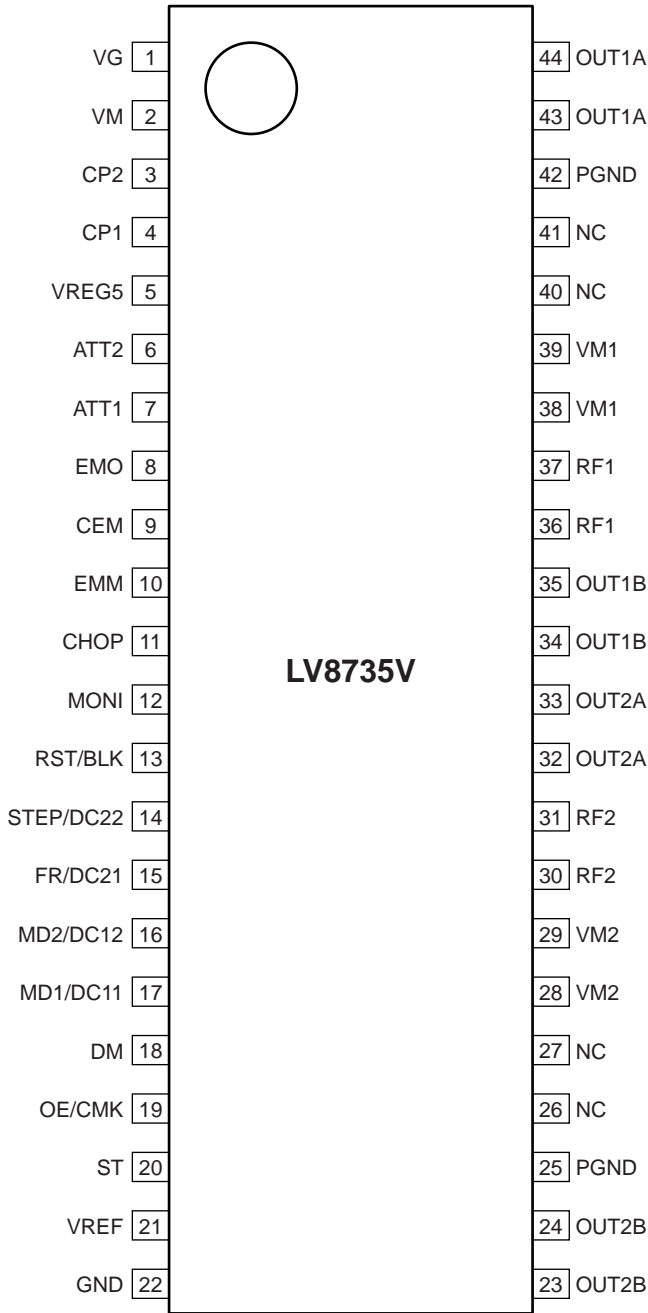 VG 1 44 OUT1A
VM 2 43 OUT1A
CP2 3 42 PGND
CP1 4 41 NC
VREG5 5 40 NC
ATT2 6 39 VM1
ATT1 7 38 VM1
EMO 8 37 RF1
CEM 9 36 RF1
EMM 10 35 OUT1B
CHOP 11 34 OUT1B
LV8735V
MONI 12 33 OUT2A
RST/BLK 13 32 OUT2A
STEP/DC22 14 31 RF2
FR/DC21 15 30 RF2
MD2/DC12 16 29 VM2
MD1/DC11 17 28 VM2
DM 18 27 NC
OE/CMK 19 26 NC
ST 20 25 PGND
VREF 21 24 OUT2B
GND 22 23 OUT2B